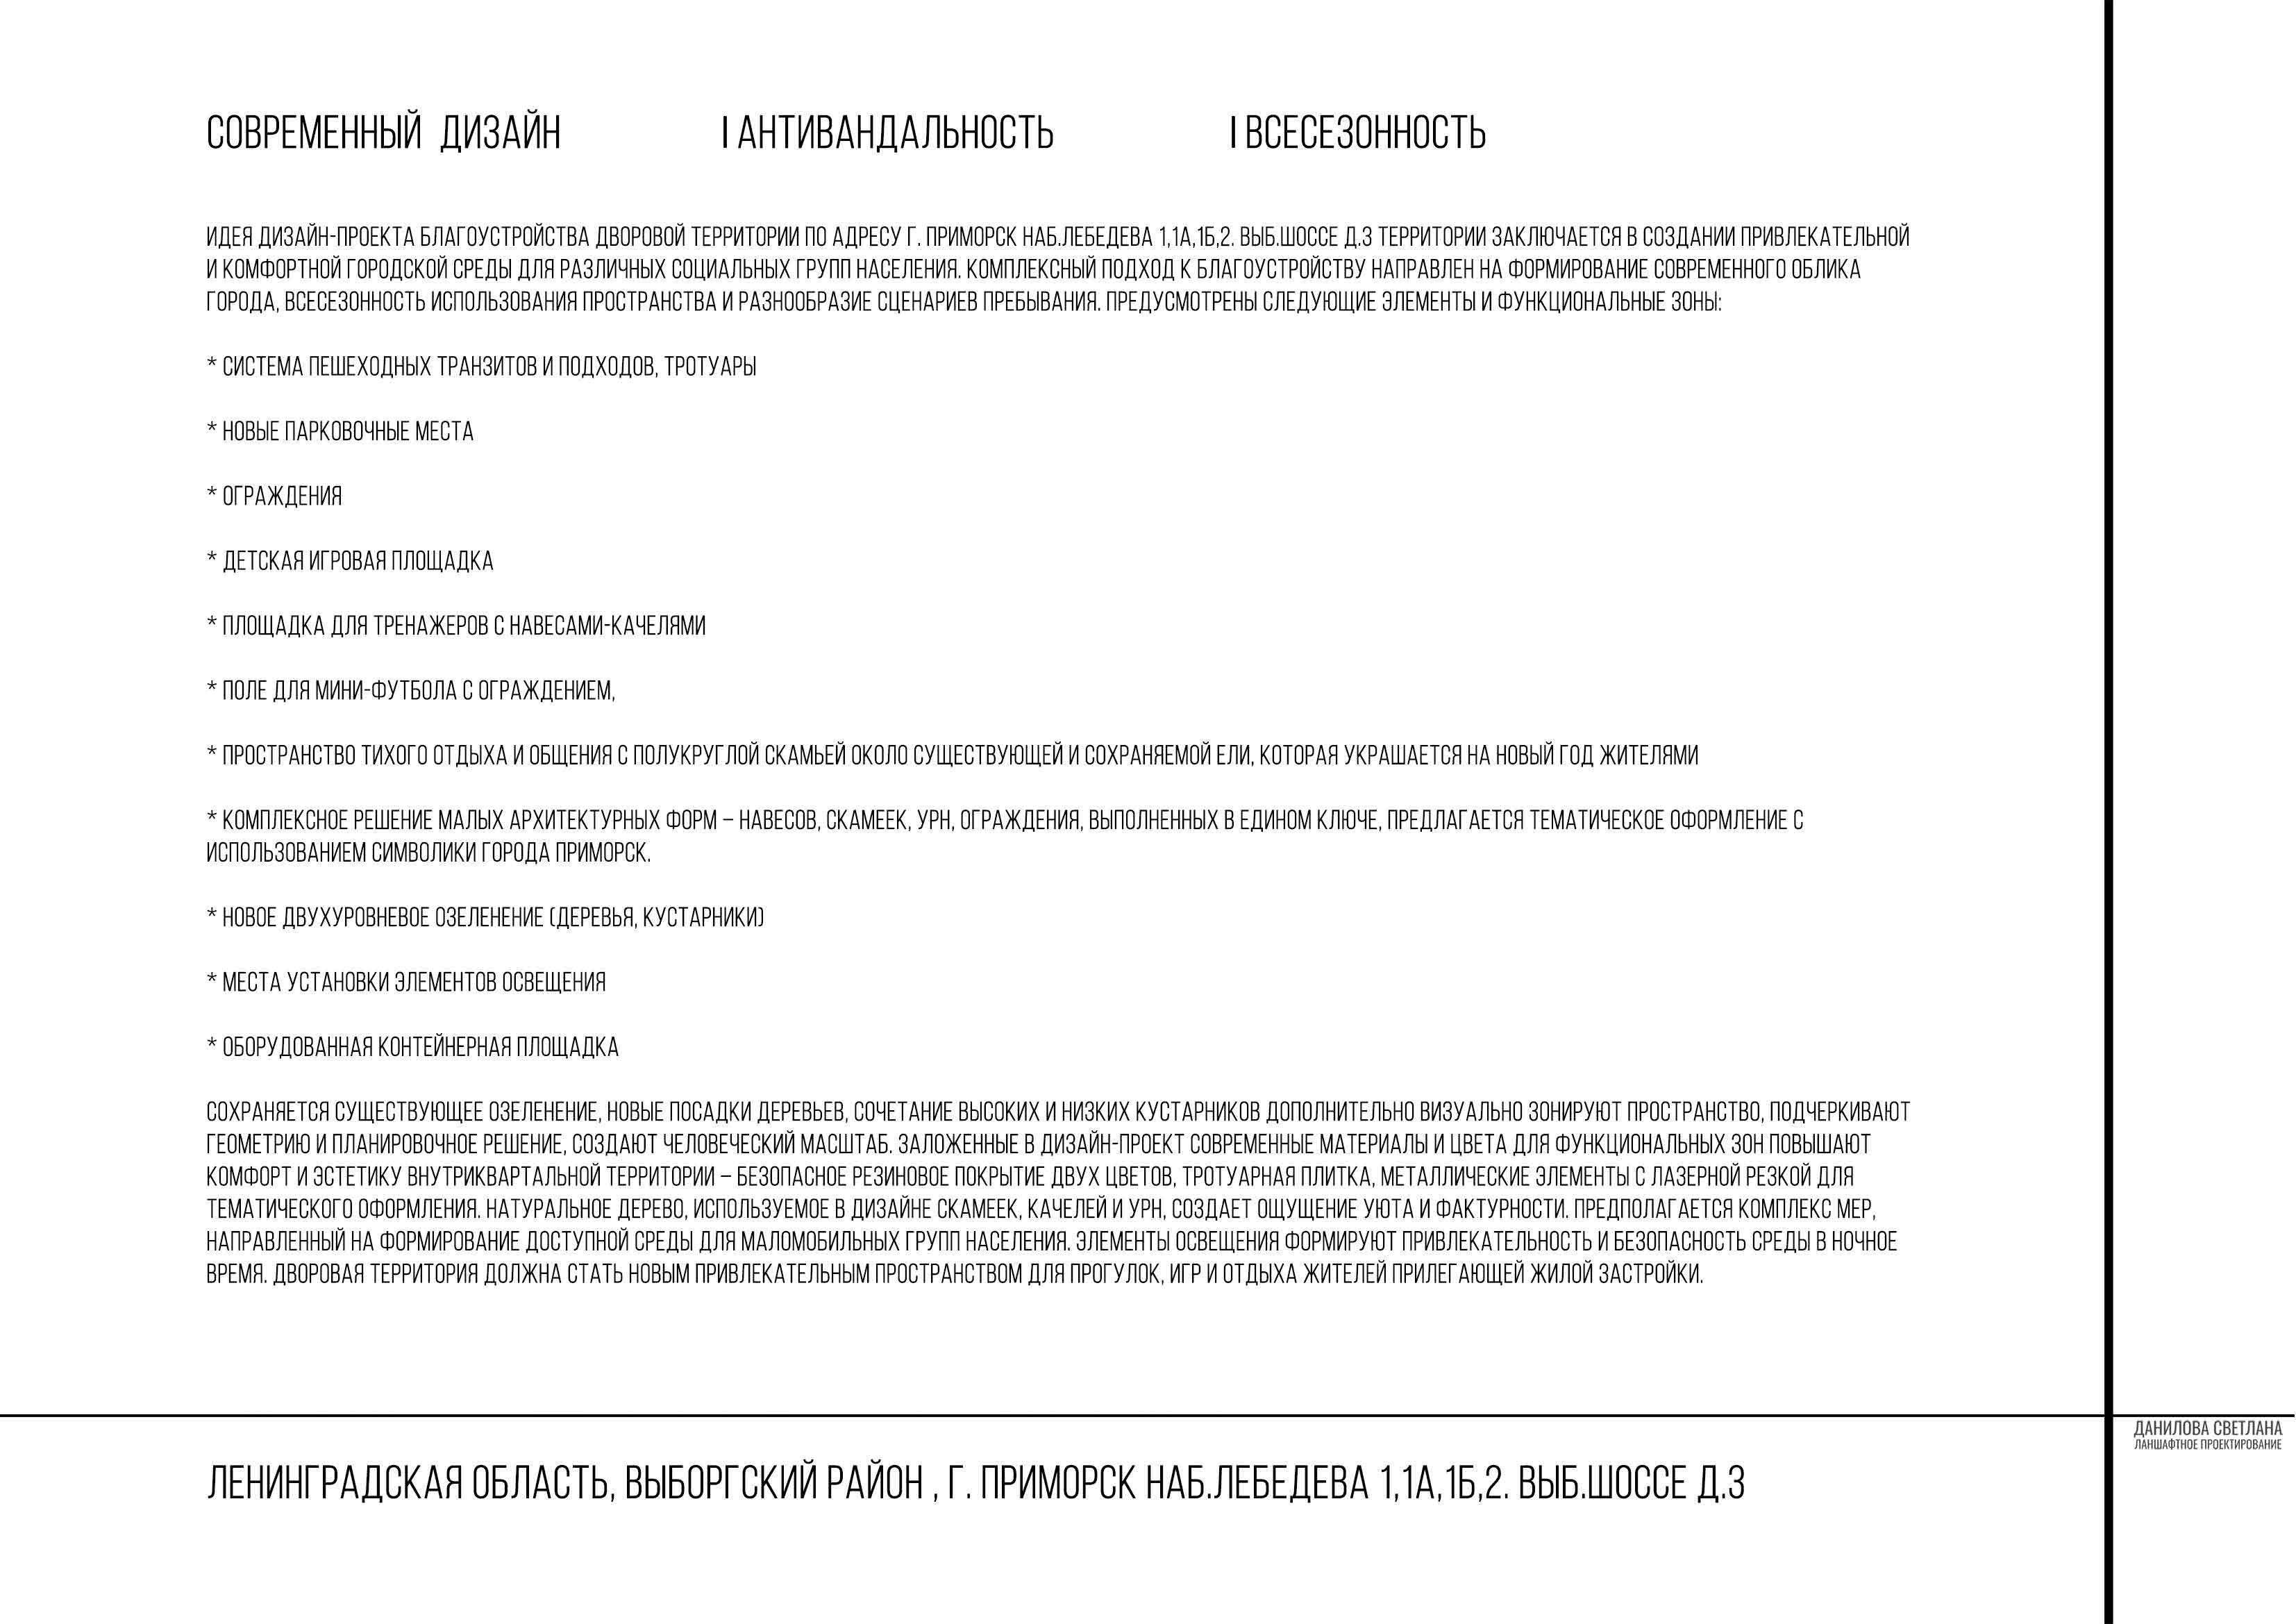 СОВРЕМЕННЫЙ ДИЗАЙН | АНТИВАНДАЛЬНОСТЬ | ВСЕСЕЗОННОСТЬ
ИДЕЯ ДИЗАЙН-ПРОЕКТА БЛАГОУСТРОЙСТВА ДВОРОВОЙ ТЕРРИТОРИИ ПО АДРЕСУ Г. ПРИМОРСК НАБ.ЛЕБЕДЕВА 1,1А,1Б,2. ВЫБ.ШОССЕ Д.3 ТЕРРИТОРИИ ЗАКЛЮЧАЕТСЯ В СОЗДАНИИ ПРИВЛЕКАТЕЛЬНОЙ
И КОМФОРТНОЙ ГОРОДСКОЙ СРЕДЫ ДЛЯ РАЗЛИЧНЫХ СОЦИАЛЬНЫХ ГРУПП НАСЕЛЕНИЯ. КОМПЛЕКСНЫЙ ПОДХОД К БЛАГОУСТРОЙСТВУ НАПРАВЛЕН НА ФОРМИРОВАНИЕ СОВРЕМЕННОГО ОБЛИКА
ГОРОДА, ВСЕСЕЗОННОСТЬ ИСПОЛЬЗОВАНИЯ ПРОСТРАНСТВА И РАЗНООБРАЗИЕ СЦЕНАРИЕВ ПРЕБЫВАНИЯ. ПРЕДУСМОТРЕНЫ СЛЕДУЮЩИЕ ЭЛЕМЕНТЫ И ФУНКЦИОНАЛЬНЫЕ ЗОНЫ:
* СИСТЕМА ПЕШЕХОДНЫХ ТРАНЗИТОВ И ПОДХОДОВ, ТРОТУАРЫ
* НОВЫЕ ПАРКОВОЧНЫЕ МЕСТА
* ОГРАЖДЕНИЯ
* ДЕТСКАЯ ИГРОВАЯ ПЛОЩАДКА
* ПЛОЩАДКА ДЛЯ ТРЕНАЖЕРОВ С НАВЕСАМИ-КАЧЕЛЯМИ
* ПОЛЕ ДЛЯ МИНИ-ФУТБОЛА С ОГРАЖДЕНИЕМ,
* ПРОСТРАНСТВО ТИХОГО ОТДЫХА И ОБЩЕНИЯ С ПОЛУКРУГЛОЙ СКАМЬЕЙ ОКОЛО СУЩЕСТВУЮЩЕЙ И СОХРАНЯЕМОЙ ЕЛИ, КОТОРАЯ УКРАШАЕТСЯ НА НОВЫЙ ГОД ЖИТЕЛЯМИ
* КОМПЛЕКСНОЕ РЕШЕНИЕ МАЛЫХ АРХИТЕКТУРНЫХ ФОРМ – НАВЕСОВ, СКАМЕЕК, УРН, ОГРАЖДЕНИЯ, ВЫПОЛНЕННЫХ В ЕДИНОМ КЛЮЧЕ, ПРЕДЛАГАЕТСЯ ТЕМАТИЧЕСКОЕ ОФОРМЛЕНИЕ С
ИСПОЛЬЗОВАНИЕМ СИМВОЛИКИ ГОРОДА ПРИМОРСК.
* НОВОЕ ДВУХУРОВНЕВОЕ ОЗЕЛЕНЕНИЕ (ДЕРЕВЬЯ, КУСТАРНИКИ)
* МЕСТА УСТАНОВКИ ЭЛЕМЕНТОВ ОСВЕЩЕНИЯ
* ОБОРУДОВАННАЯ КОНТЕЙНЕРНАЯ ПЛОЩАДКА
СОХРАНЯЕТСЯ СУЩЕСТВУЮЩЕЕ ОЗЕЛЕНЕНИЕ, НОВЫЕ ПОСАДКИ ДЕРЕВЬЕВ, СОЧЕТАНИЕ ВЫСОКИХ И НИЗКИХ КУСТАРНИКОВ ДОПОЛНИТЕЛЬНО ВИЗУАЛЬНО ЗОНИРУЮТ ПРОСТРАНСТВО, ПОДЧЕРКИВАЮТ
ГЕОМЕТРИЮ И ПЛАНИРОВОЧНОЕ РЕШЕНИЕ, СОЗДАЮТ ЧЕЛОВЕЧЕСКИЙ МАСШТАБ. ЗАЛОЖЕННЫЕ В ДИЗАЙН-ПРОЕКТ СОВРЕМЕННЫЕ МАТЕРИАЛЫ И ЦВЕТА ДЛЯ ФУНКЦИОНАЛЬНЫХ ЗОН ПОВЫШАЮТ
КОМФОРТ И ЭСТЕТИКУ ВНУТРИКВАРТАЛЬНОЙ ТЕРРИТОРИИ – БЕЗОПАСНОЕ РЕЗИНОВОЕ ПОКРЫТИЕ ДВУХ ЦВЕТОВ, ТРОТУАРНАЯ ПЛИТКА, МЕТАЛЛИЧЕСКИЕ ЭЛЕМЕНТЫ С ЛАЗЕРНОЙ РЕЗКОЙ ДЛЯ
ТЕМАТИЧЕСКОГО ОФОРМЛЕНИЯ. НАТУРАЛЬНОЕ ДЕРЕВО, ИСПОЛЬЗУЕМОЕ В ДИЗАЙНЕ СКАМЕЕК, КАЧЕЛЕЙ И УРН, СОЗДАЕТ ОЩУЩЕНИЕ УЮТА И ФАКТУРНОСТИ. ПРЕДПОЛАГАЕТСЯ КОМПЛЕКС МЕР,
НАПРАВЛЕННЫЙ НА ФОРМИРОВАНИЕ ДОСТУПНОЙ СРЕДЫ ДЛЯ МАЛОМОБИЛЬНЫХ ГРУПП НАСЕЛЕНИЯ. ЭЛЕМЕНТЫ ОСВЕЩЕНИЯ ФОРМИРУЮТ ПРИВЛЕКАТЕЛЬНОСТЬ И БЕЗОПАСНОСТЬ СРЕДЫ В НОЧНОЕ
ВРЕМЯ. ДВОРОВАЯ ТЕРРИТОРИЯ ДОЛЖНА СТАТЬ НОВЫМ ПРИВЛЕКАТЕЛЬНЫМ ПРОСТРАНСТВОМ ДЛЯ ПРОГУЛОК, ИГР И ОТДЫХА ЖИТЕЛЕЙ ПРИЛЕГАЮЩЕЙ ЖИЛОЙ ЗАСТРОЙКИ.
ДАНИЛОВА СВЕТЛАНА
ЛАНШАФТНОЕ ПРОЕКТИРОВАНИЕ
ЛЕНИНГРАДСКАЯ ОБЛАСТЬ, ВЫБОРГСКИЙ РАЙОН , Г. ПРИМОРСК НАБ.ЛЕБЕДЕВА 1,1А,1Б,2. ВЫБ.ШОССЕ Д.3